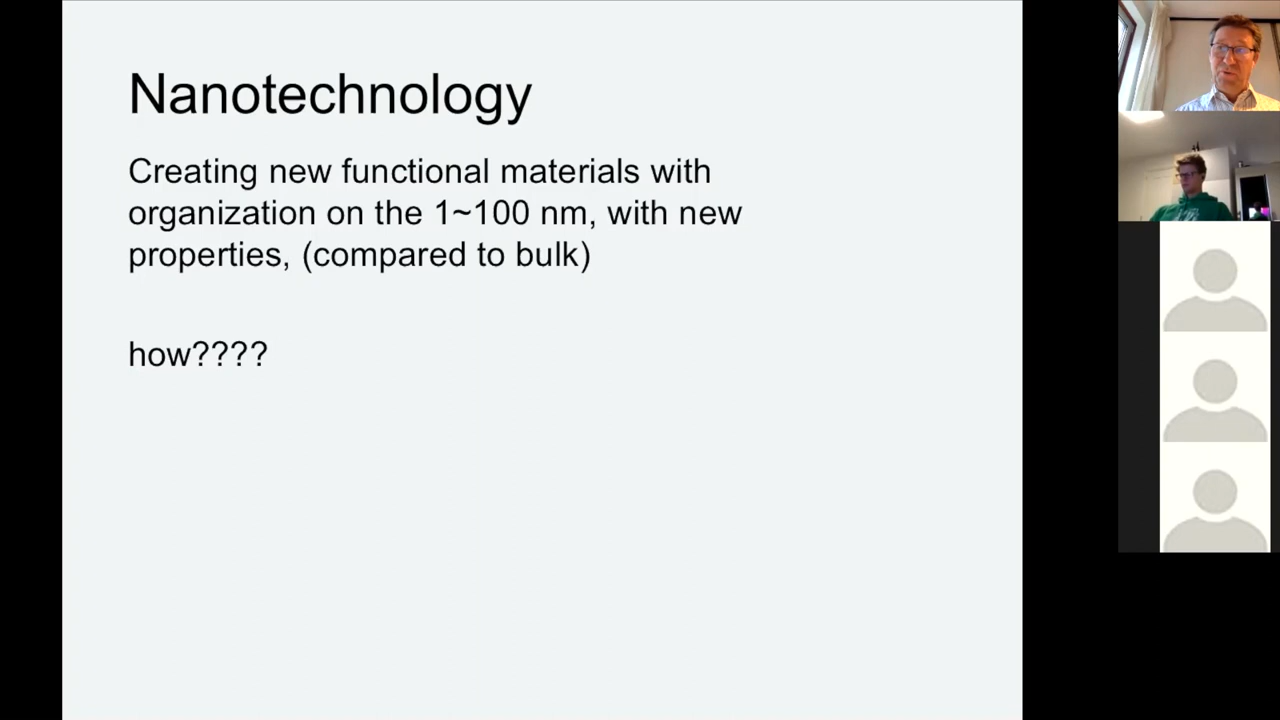 Nanotechnology
Creating new functional materials with
organization on the 1~100 nm, with new
properties, (compared to bulk)
how????